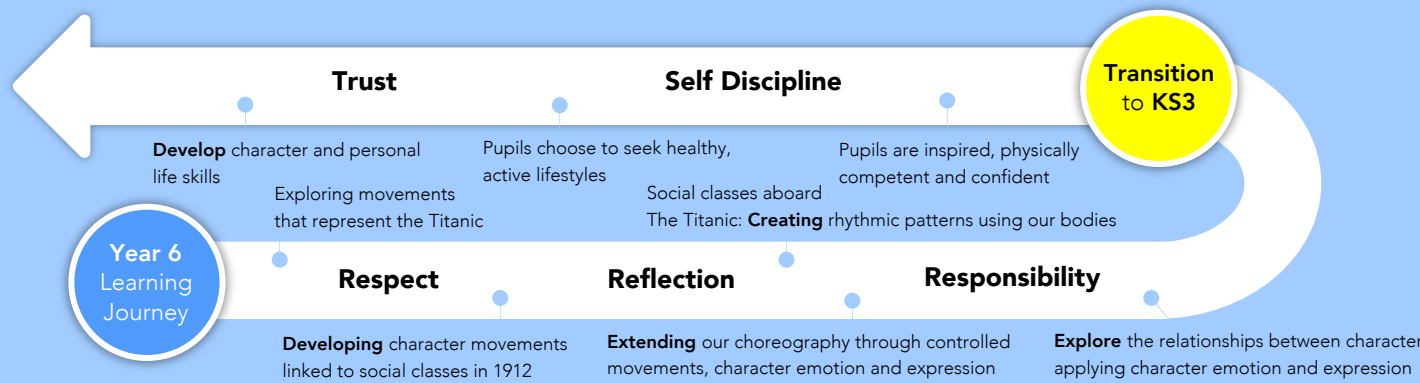 Trust
Self Discipline
Transition
to KS3
Develop character and personal
life skills
Pupils choose to seek healthy,
active lifestyles
Pupils are inspired, physically
competent and confident
Exploring movements
that represent the Titanic
Social classes aboard
The Titanic: Creating rhythmic patterns using our bodies
Year 6
Learning
Journey
Respect
Reflection
Responsibility
Developing character movements
linked to social classes in 1912
Extending our choreography through controlled
movements, character emotion and expression
Explore the relationships between character
applying character emotion and expression